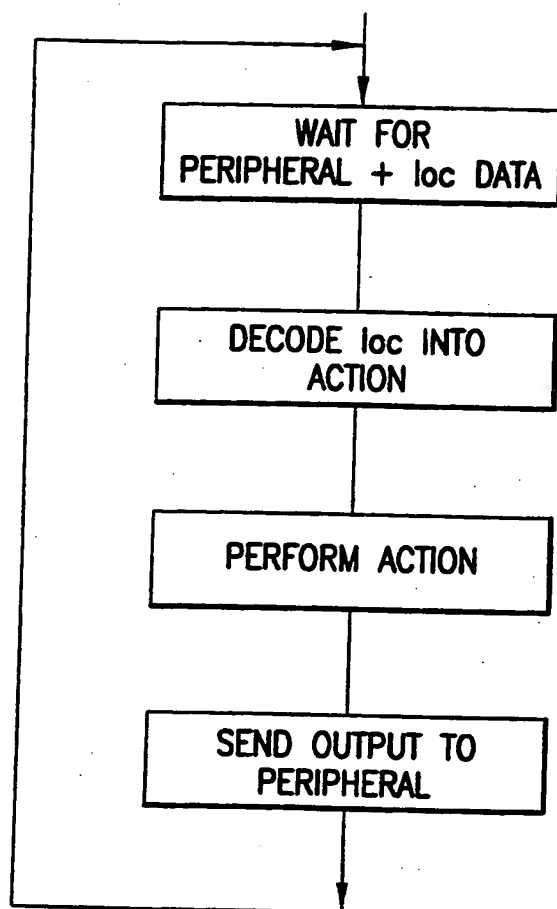 WAIT FOR
PERIPHERAL + loc DATA
DECODE loc INTO
ACTION
PERFORM ACTION
SEND OUTPUT TO
PERIPHERAL